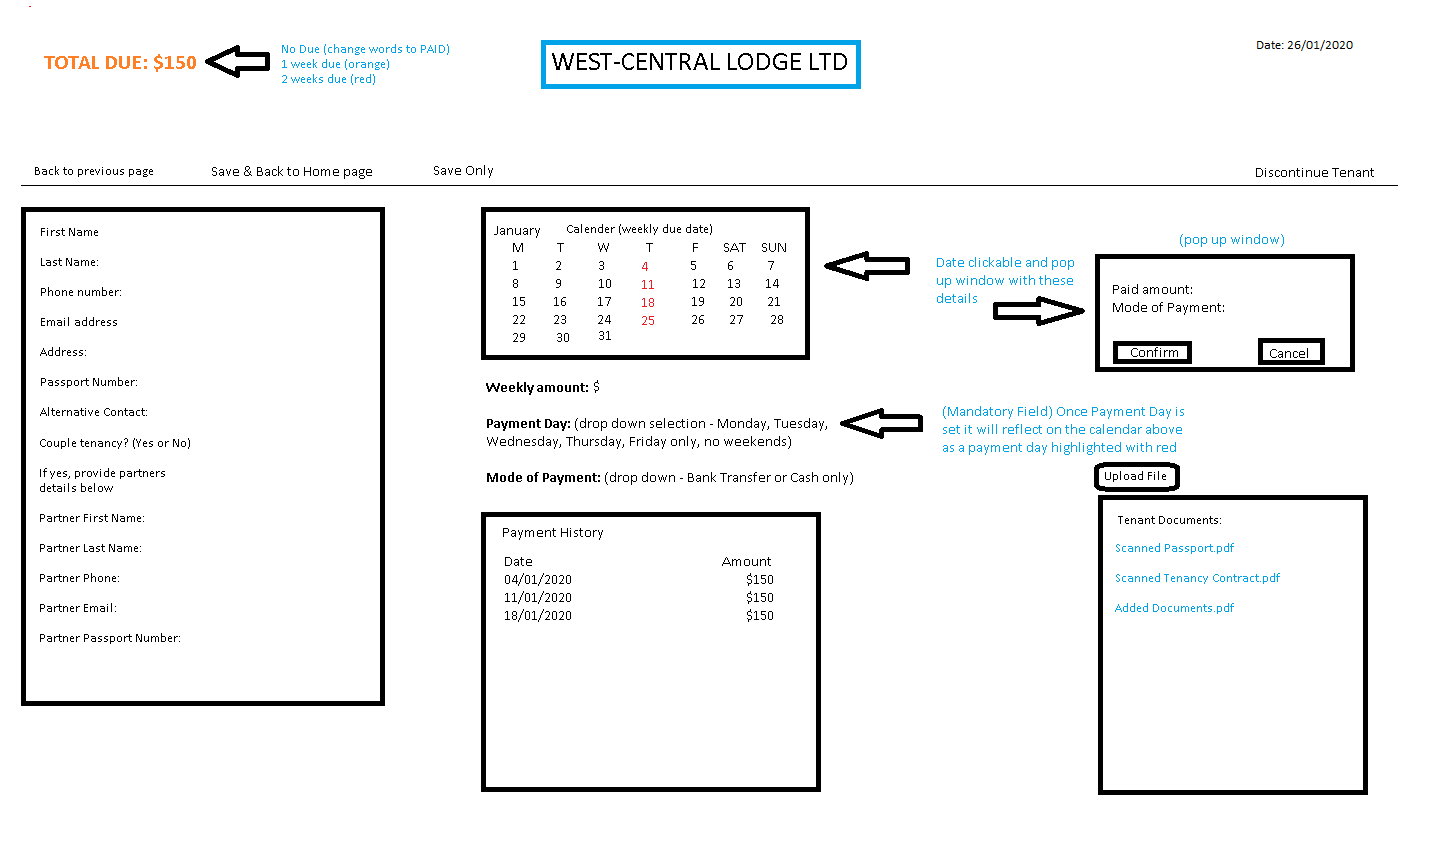 TOTAL DUE: $150
No Due (change words to PAID)
1 week due (orange)
2 weeks due (red)
WEST-CENTRAL LODGE LTD
Date: 26/01/2020
Back to previous page
Save & Back to Home page
Save Only
Discontinue Tenant
First Name
Last Name:
Phone number:
Email address
Address:
Passport Number:
Alternative Contact:
Couple tenancy? (Yes or No)
If yes, provide partners
details below
Partner First Name:
Partner Last Name:
Partner Phone:
Partner Email:
Partner Passport Number:
January Calender (weekly due date)
M T W T F SAT SUN
1 2 3 4 5 6 7
8 9 10 11 12 13 14
15 16 17 18 19 20 21
22 23 24 25 26 27 28
29 30 31
Date clickable and pop
up window with these
details
(pop up window)
Paid amount:
Mode of Payment:
Confirm Cancel
Weekly amount: $
Payment Day: (drop down selection - Monday, Tuesday,
Wednesday, Thursday, Friday only, no weekends)
(Mandatory Field) Once Payment Day is
set it will reflect on the calendar above
as a payment day highlighted with red
Mode of Payment: (drop down - Bank Transfer or Cash only)
Payment History
Date Amount
04/01/2020 $150
11/01/2020 $150
18/01/2020 $150
Upload File
Tenant Documents:
Scanned Passport.pdf
Scanned Tenancy Contract.pdf
Added Documents.pdf